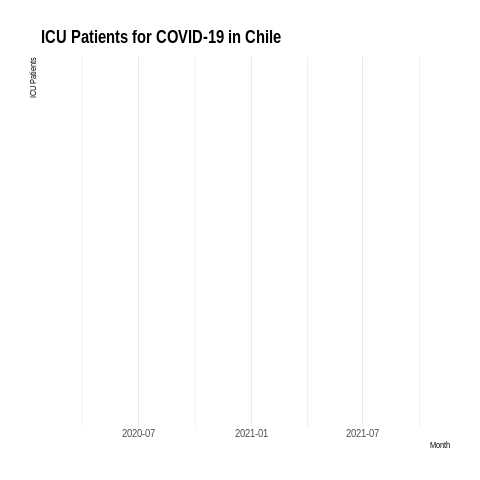 ICU Patients for COVID-19 in Chile
ICU Patients
2020-07
2021-01
2021-07
Month